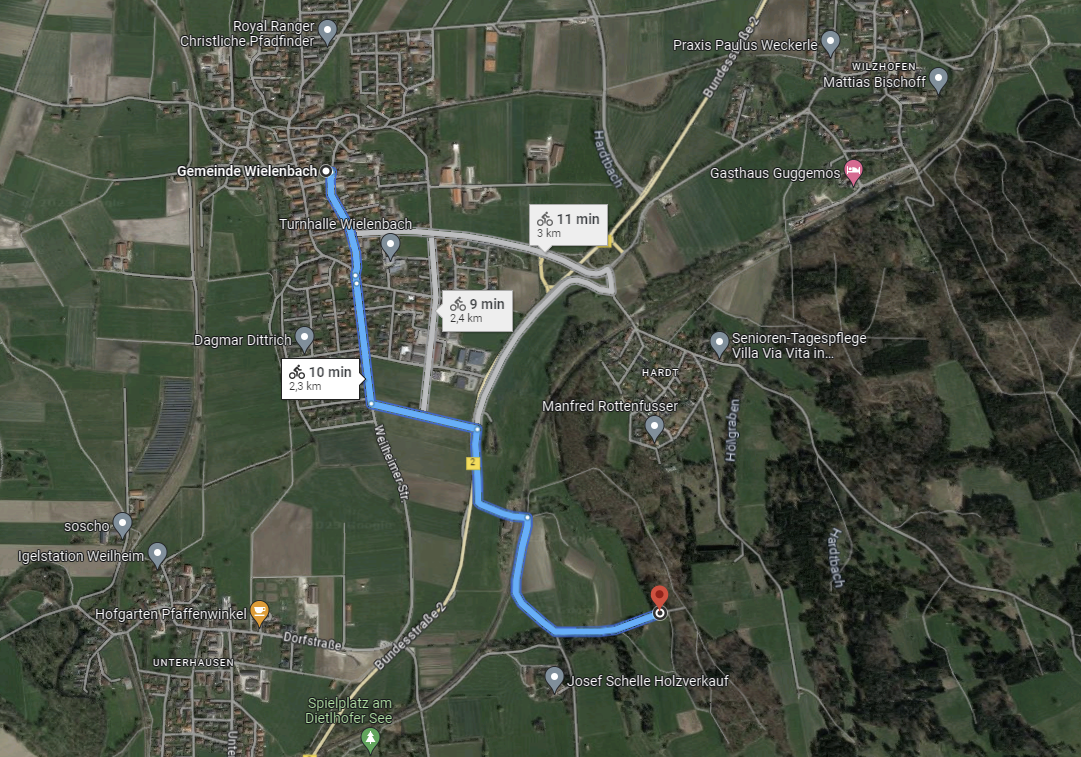 Royal Ranger
Christliche Pfadfinder
Bundesstraße 2
Praxis Paulus Weckerle
WILZHOFEN
Mattias Bischoff
Hardtbach
Gemeinde Wielenbach
Gasthaus Guggemos
Turnhalle Wielenbach
11 min
3 km
9 min
2,4 km
Dagmar Dittrich
Senioren-Tagespflege
Villa Via Vita in...
10 min
2,3 km
HARDT
Manfred Rottenfusser
Höllgraben
Weilheimer Str.
2
soscho
Igelstation Weilheim
Hardtbach
Hofgarten Pfaffenwinkel
Dorfstraße
Bundesstraße 2
UNTERHAUSEN
Josef Schelle Holzverkauf
Spielplatz am
Dietlhofer See
Unte